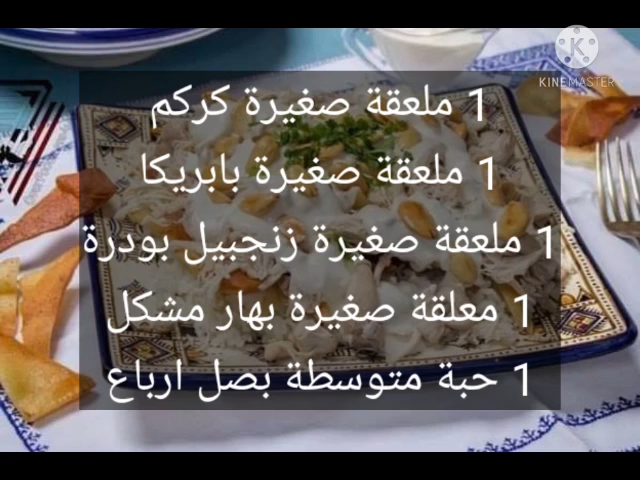 KINEMASTER
1 ملعقة صغيرة كركم
1 ملعقة صغيرة بابريكا
1 ملعقة صغيرة زنجبيل بودرة
1 معلقة صغيرة بهار مشكل
1 حبة متوسطة بصل ارباع